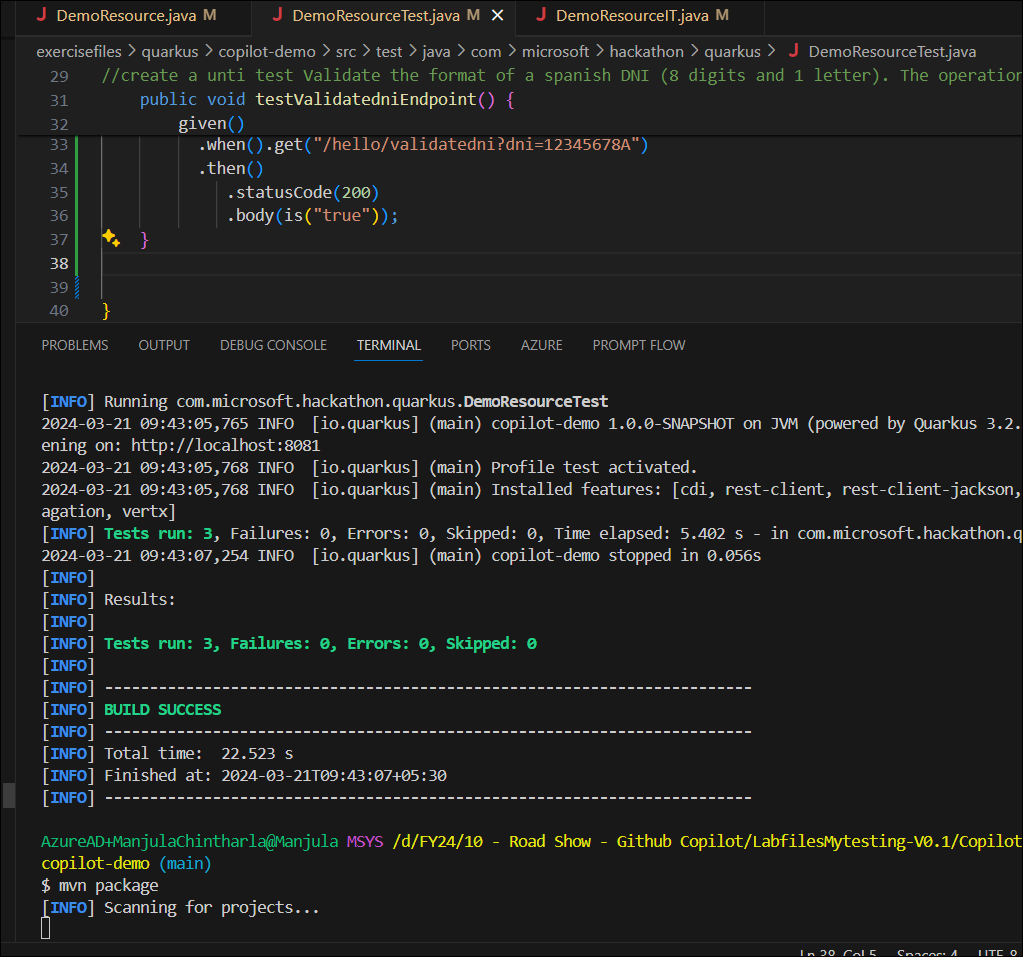 DemoResource.java M DemoResourceTest.java M DemoResourceIT.java M
exercisefiles > quarkus > copilot-demo > src > test > java > com > microsoft > hackathon > quarkus > DemoResourceTest.java
29 //create a unti test Validate the format of a spanish DNI (8 digits and 1 letter). The operation
31 public void testValidatedniEndpoint() {
32 given()
33 .when().get("/hello/validatedni?dni=12345678A")
34 .then()
35 .statusCode(200)
36 .body(is("true"));
37 }
38
39
40 }
PROBLEMS OUTPUT DEBUG CONSOLE TERMINAL PORTS AZURE PROMPT FLOW
[INFO] Running com.microsoft.hackathon.quarkus.DemoResourceTest
2024-03-21 09:43:05,765 INFO [io.quarkus] (main) copilot-demo 1.0.0-SNAPSHOT on JVM (powered by Quarkus 3.2.
ening on: http://localhost:8081
2024-03-21 09:43:05,768 INFO [io.quarkus] (main) Profile test activated.
2024-03-21 09:43:05,768 INFO [io.quarkus] (main) Installed features: [cdi, rest-client, rest-client-jackson,
agation, vertx]
[INFO] Tests run: 3, Failures: 0, Errors: 0, Skipped: 0, Time elapsed: 5.402 s - in com.microsoft.hackathon.q
2024-03-21 09:43:07,254 INFO [io.quarkus] (main) copilot-demo stopped in 0.056s
[INFO]
[INFO] Results:
[INFO]
[INFO] Tests run: 3, Failures: 0, Errors: 0, Skipped: 0
[INFO]
[INFO] ------------------------------------------------------------------------
[INFO] BUILD SUCCESS
[INFO] ------------------------------------------------------------------------
[INFO] Total time: 22.523 s
[INFO] Finished at: 2024-03-21T09:43:07+05:30
[INFO] ------------------------------------------------------------------------
AzureAD+ManjulaChintharla@Manjula MSYS /d/FY24/10 - Road Show - Github Copilot/LabfilesMytesting-V0.1/Copilot
copilot-demo (main)
$ mvn package
[INFO] Scanning for projects...
Ln 38, Col 5 Spaces: 4 UTF-8